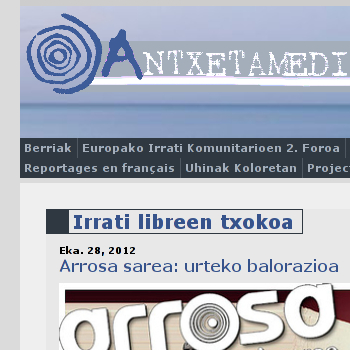 ANTXETAMEDI
Berriak Europako Irrati Komunitarioen 2. Foroa
Reportages en français Uhinak Koloretan Projec
Irrati libreen txokoa
Eka. 28, 2012
Arrosa sarea: urteko balorazioa
arrosa